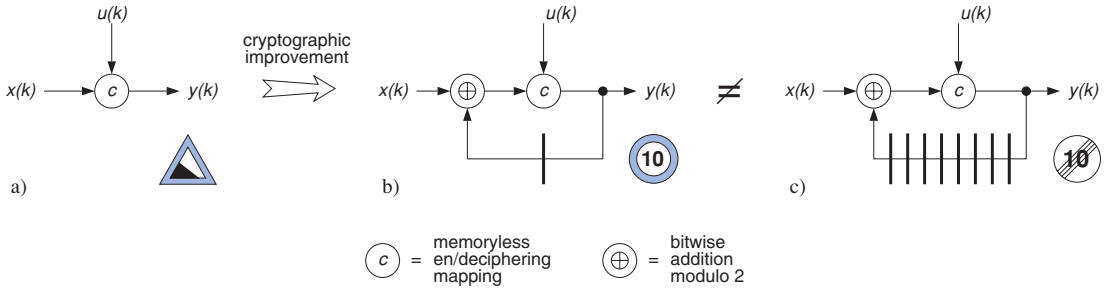 u(k)
x(k)
c
y(k)
a)
cryptographic
improvement
u(k)
x(k)
⊕
c
y(k)
10
b)
≠
u(k)
x(k)
⊕
c
y(k)
10
c)
c = memoryless
en/deciphering
mapping
⊕ = bitwise
addition
modulo 2